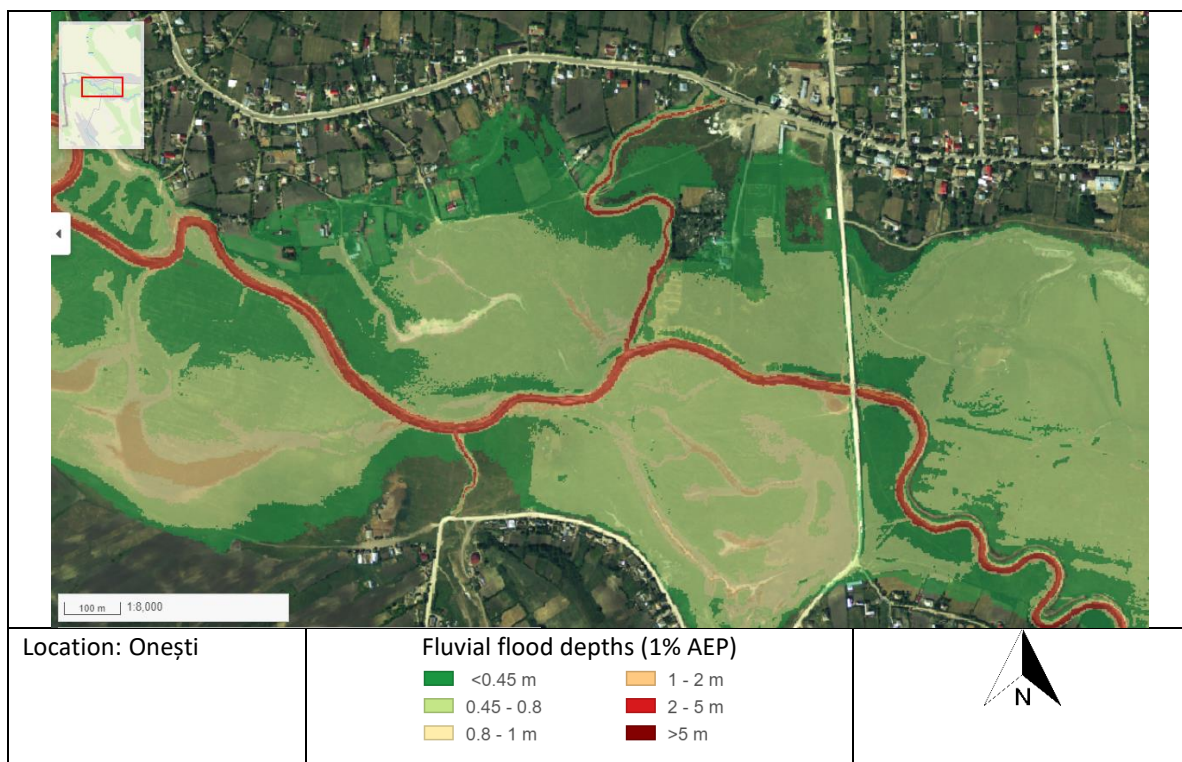 100 m 1:8,000
Location: Onești
Fluvial flood depths (1% AEP)
<0.45 m
0.45 - 0.8
0.8 - 1 m
1 - 2 m
2 - 5 m
>5 m
N